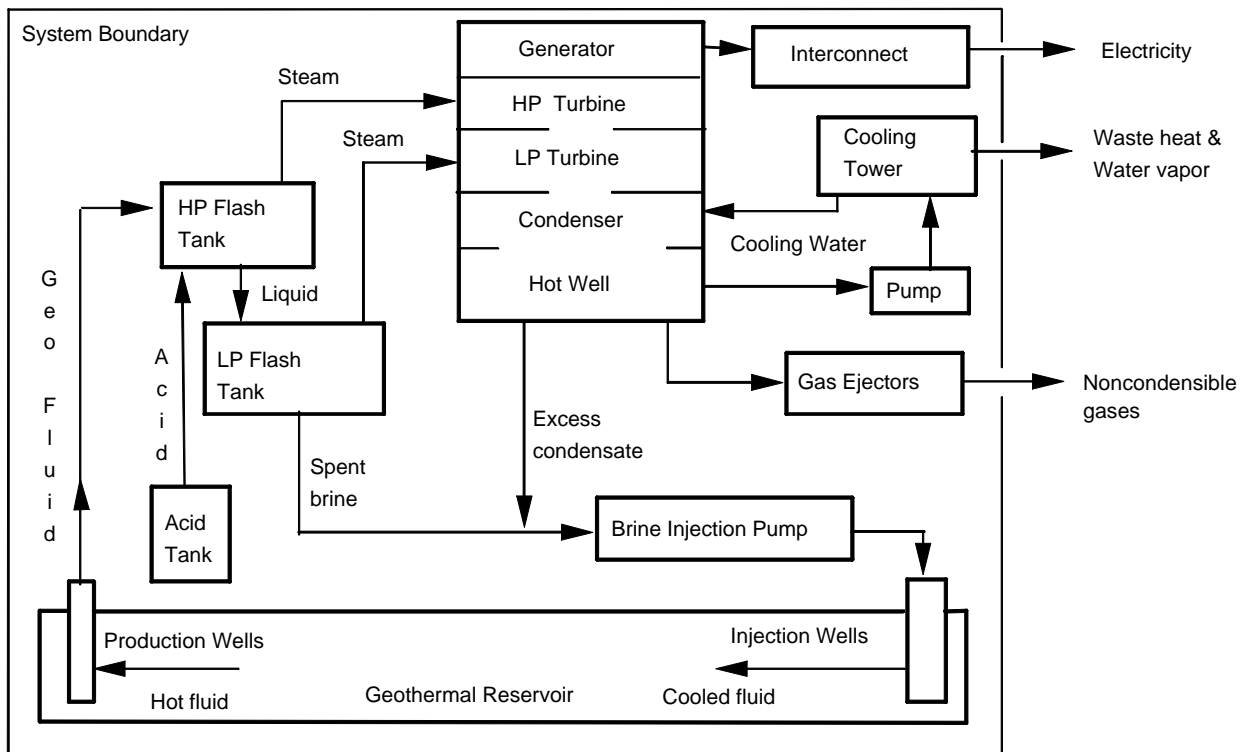 System Boundary
Generator
Interconnect
Electricity
Steam
HP Turbine
Steam
LP Turbine
Cooling
Tower
Waste heat &
Water vapor
HP Flash
Tank
Condenser
Cooling Water
Geo Fluid
Liquid
Hot Well
Pump
Acid
LP Flash
Tank
Gas Ejectors
Noncondensible
gases
Excess
condensate
Spent
brine
Acid
Tank
Brine Injection Pump
Production Wells
Injection Wells
Hot fluid
Geothermal Reservoir
Cooled fluid